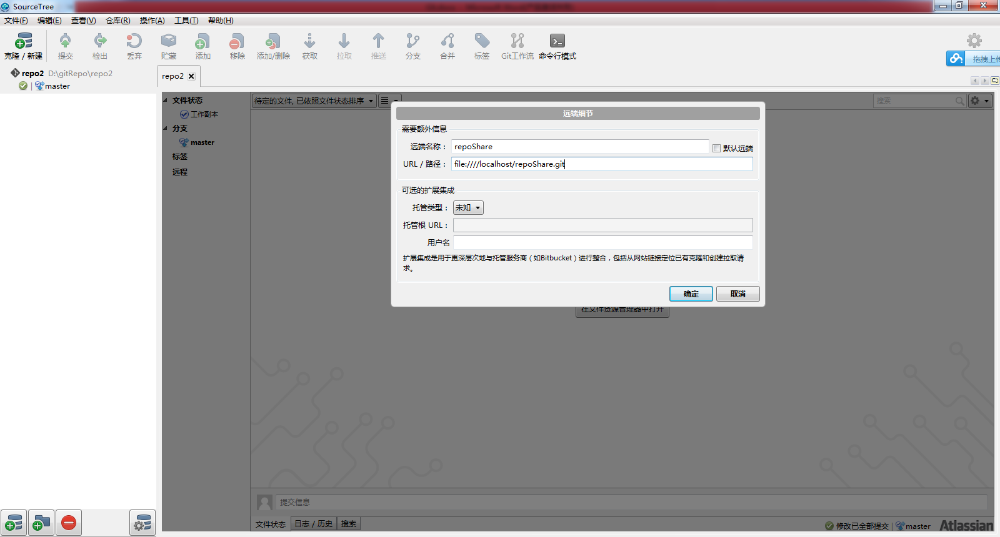 SourceTree
文件(F) 编辑(E) 查看(V) 仓库(R) 操作(A) 工具(T) 帮助(H)
克隆 / 新建 提交 检出 丢弃 贮藏 添加 移除 添加/删除 获取 拉取 推送 分支 合并 标签 Git工作流 命令行模式
拖拽上传
repo2 D:\gitRepo\repo2
master
repo2
文件状态
工作副本
分支
master
标签
远程
待定的文件, 已依照文件状态排序
搜索
远端细节
需要额外信息
远端名称： repoShare 默认远端
URL / 路径： file:////localhost/repoShare.git
可选的扩展集成
托管类型： 未知
托管根 URL：
用户名
扩展集成是用于更深层次地与托管服务商（如Bitbucket）进行整合，包括从网站链接定位已有克隆和创建拉取请
求。
确定 取消
在文件资源管理器中打开
提交信息
文件状态 日志 / 历史 搜索
修改已全部提交 master Atlassian